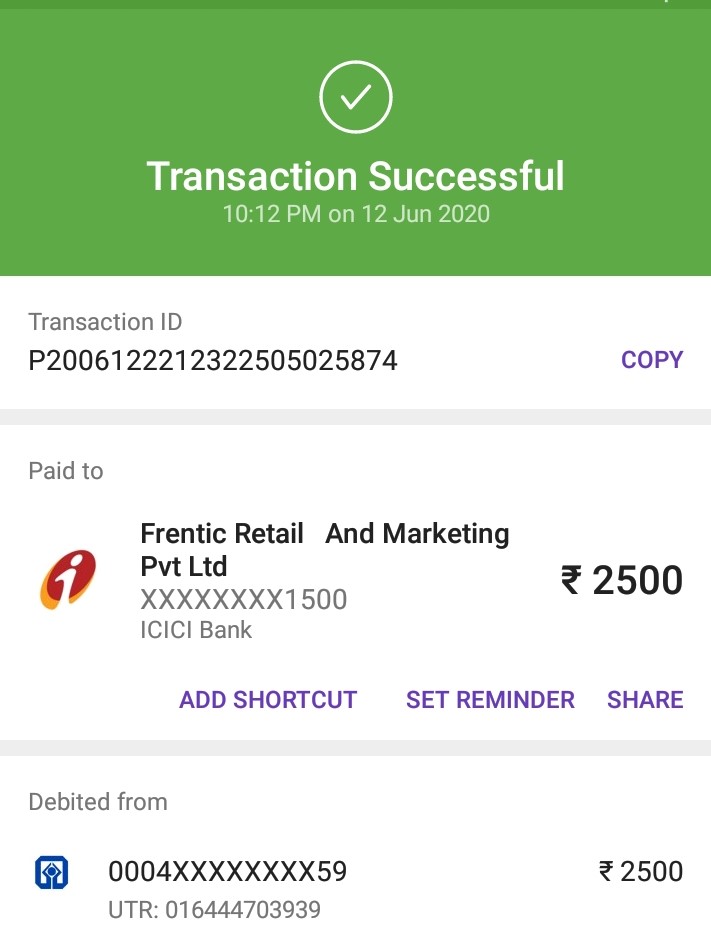 Transaction Successful
10:12 PM on 12 Jun 2020
Transaction ID
P2006122212322505025874
COPY
Paid to
Frentic Retail And Marketing
Pvt Ltd
₹ 2500
XXXXXXXX1500
ICICI Bank
ADD SHORTCUT SET REMINDER SHARE
Debited from
0004XXXXXXXX59 ₹ 2500
UTR: 016444703939